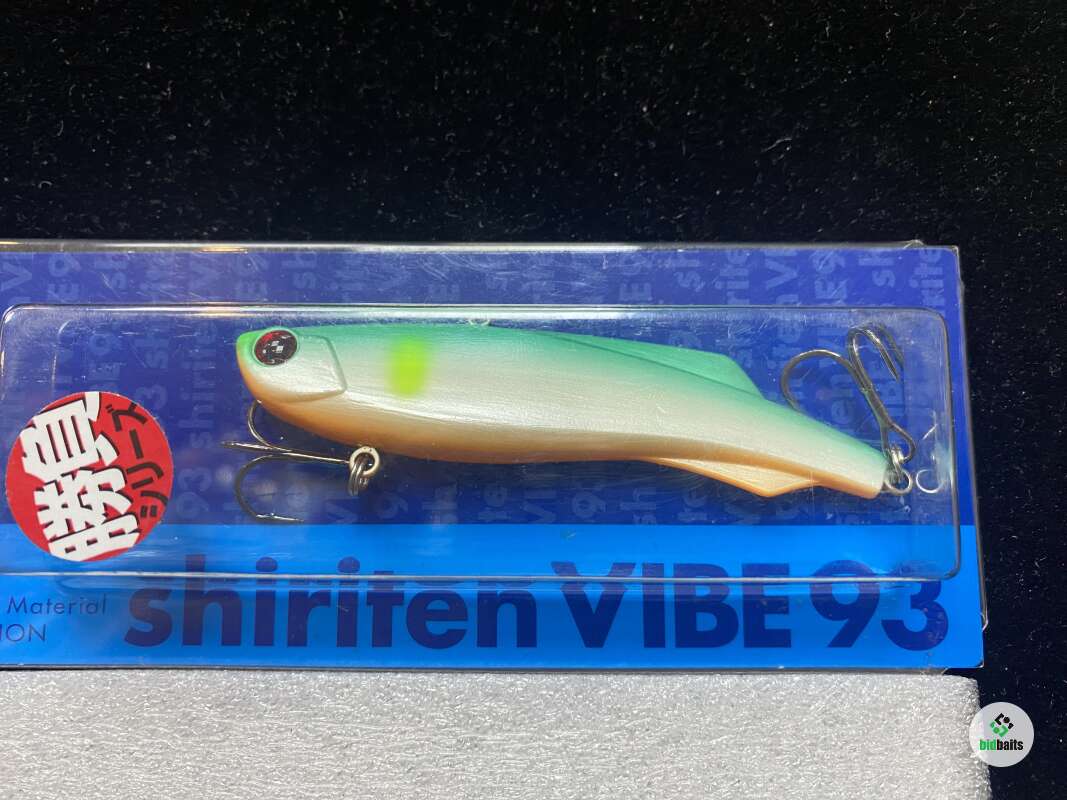 勝負
シリーズ
Material
ION
shiriten VIBE 93
bidbaits